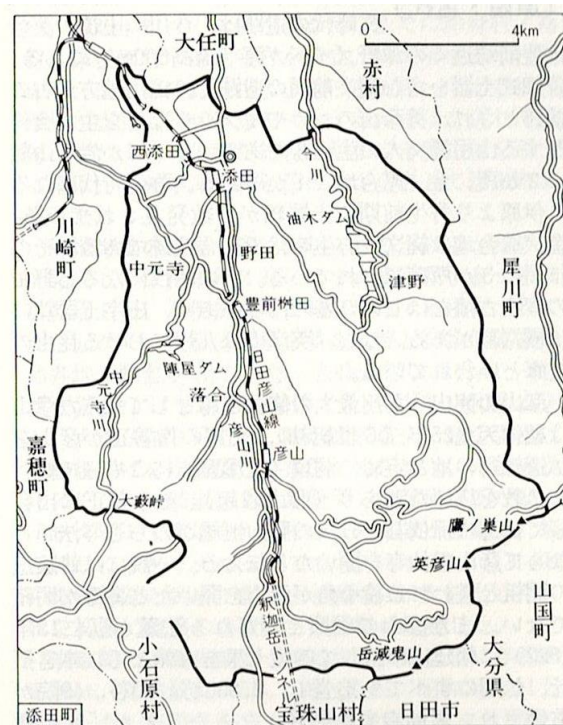 大任町
0
4km
赤村
西添田
添田
今川
油木ダム
川崎町
中元寺
野田
津野
犀川町
豊前桝田
陣屋ダム
日田彦山線
中元寺川
落合
彦山川
彦山
嘉穂町
大藪峠
鷹ノ巣山
英彦山
山国町
釈迦岳トンネル
岳滅鬼山
大分県
添田町
小石原村
宝珠山村
日田市